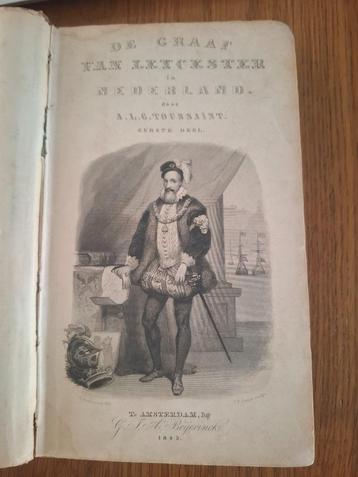 DE GRAAF
VAN LEYCESTER
in
NEDERLAND.
door
A. L. G. TOUSSAINT.
EERSTE DEEL.
Te AMSTERDAM, bij
G. J. A. Beijerinck